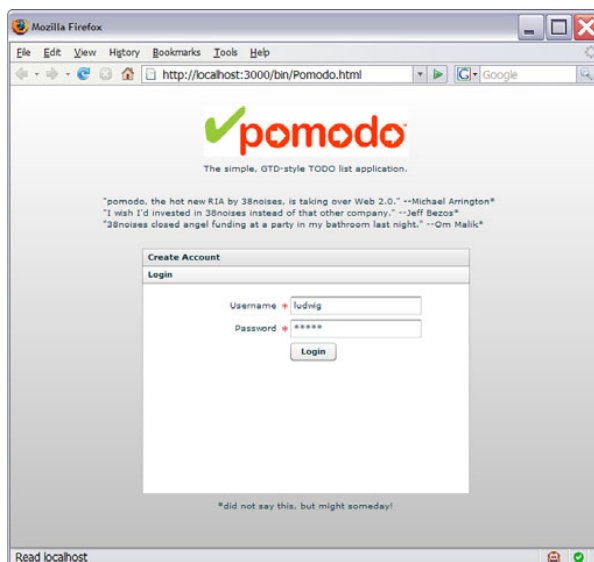 Mozilla Firefox
File Edit View History Bookmarks Tools Help
http://localhost:3000/bin/Pomodo.html
G Google
pomodo™
The simple, GTD-style TODO list application.
"pomodo, the hot new RIA by 38noises, is taking over Web 2.0." --Michael Arrington*
"I wish I'd invested in 38noises instead of that other company." --Jeff Bezos*
"38noises closed angel funding at a party in my bathroom last night." --Om Malik*
Create Account
Login
Username * ludwig
Password * *****
Login
*did not say this, but might someday!
Read localhost